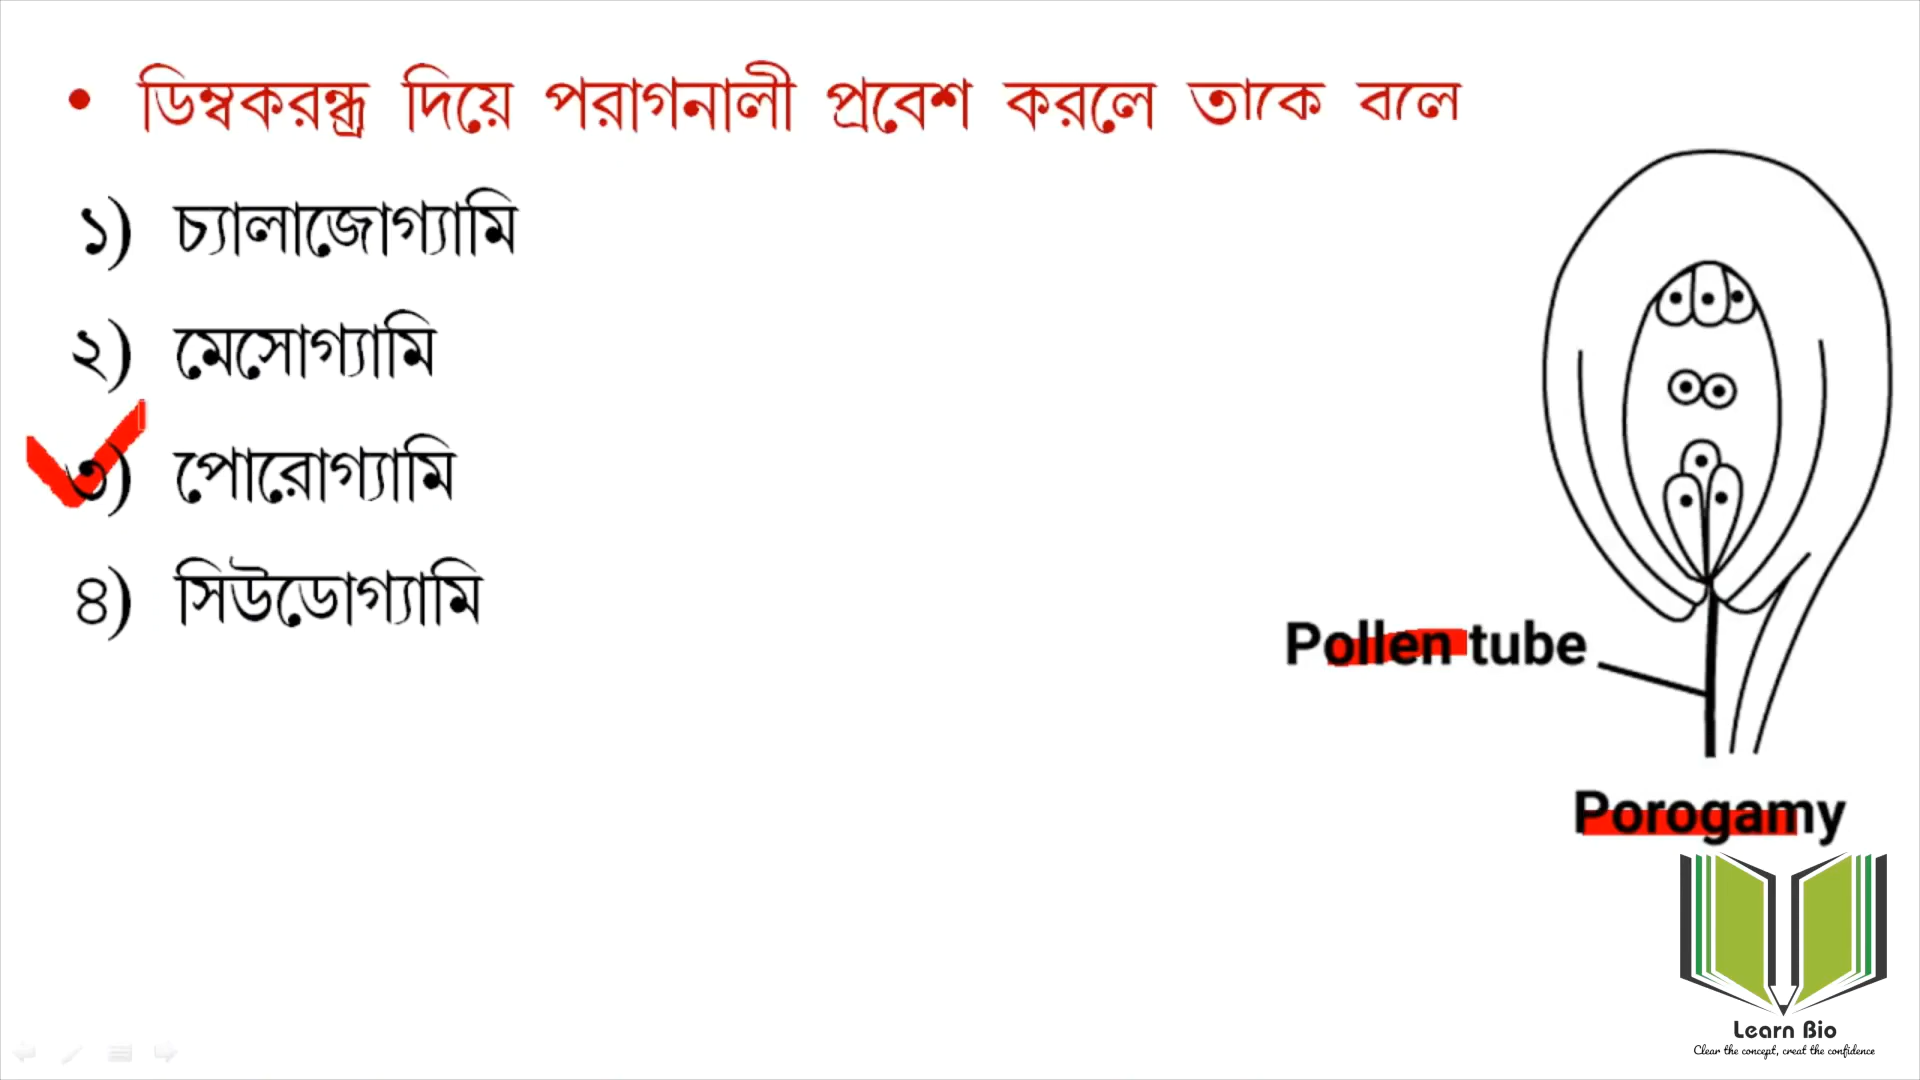 • ডিম্বকরন্ধ্র দিয়ে পরাগনালী প্রবেশ করলে তাকে বলে
১) চ্যালাজোগ্যামি
২) মেসোগ্যামি
৩) পোরোগ্যামি
৪) সিউডোগ্যামি
Pollen tube
Porogamy
Learn Bio
Clear the concept, creat the confidence